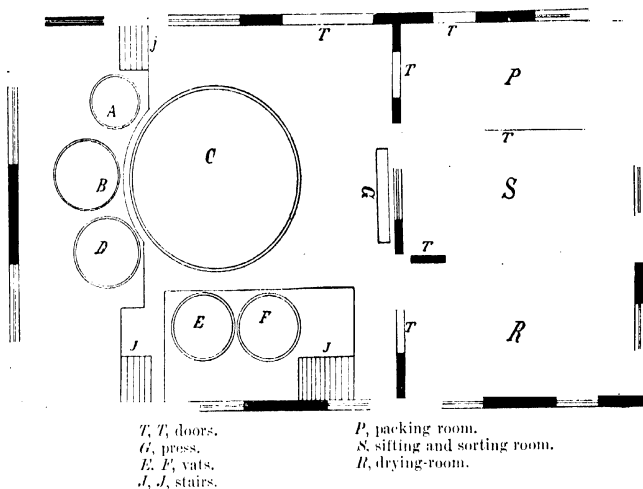 j
T
T
A
T
P
T
C
B
G
S
D
T
E
F
T
R
J
J
T, T, doors.
G, press.
E. F, vats.
J, J, stairs.
P, packing room.
S. sifting and sorting room.
R, drying-room.